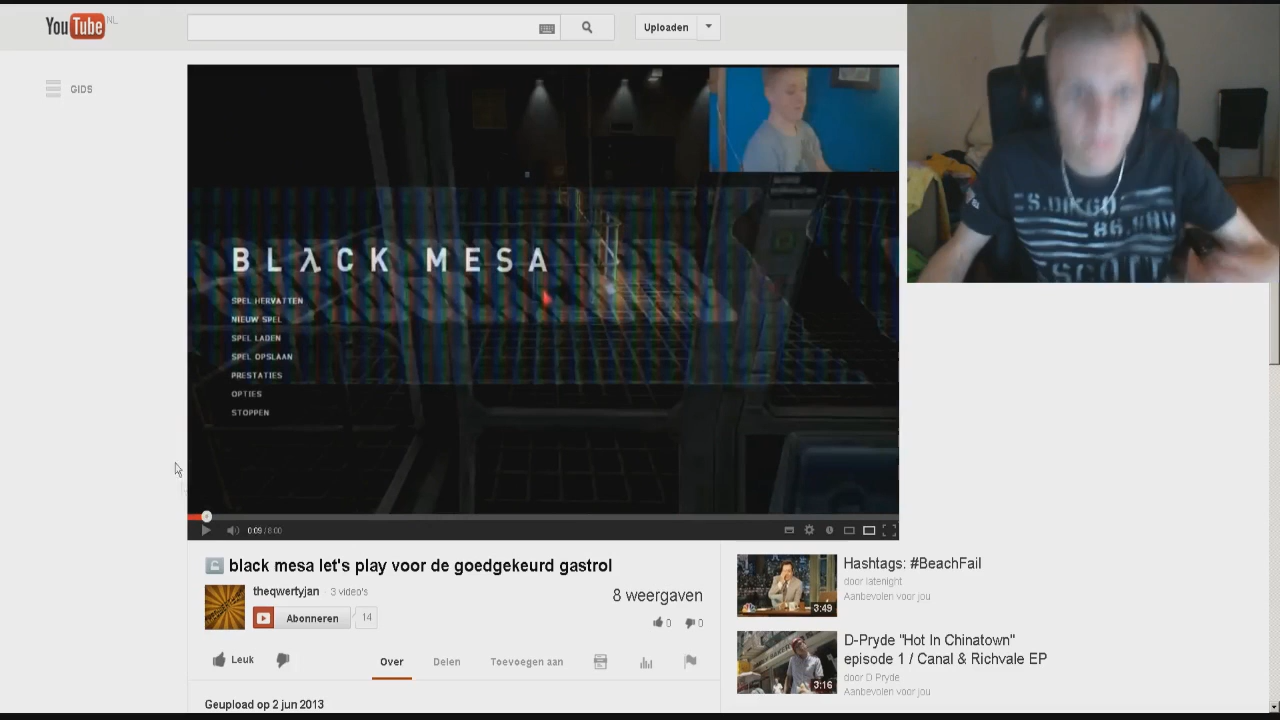 YouTube NL
Uploaden
GIDS
BLACK MESA
SPEL HERVATTEN
NIEUW SPEL
SPEL LADEN
SPEL OPSLAAN
PRESTATIES
OPTIES
STOPPEN
0:09 / 8:00
black mesa let's play voor de goedgekeurd gastrol
theqwertyjan 3 video's
Abonneren 14
8 weergaven
0 0
Leuk
Over Delen Toevoegen aan
Geupload op 2 jun 2013
Hashtags: #BeachFail
door latenight
Aanbevolen voor jou
3:49
D-Pryde "Hot In Chinatown"
episode 1 / Canal & Richvale EP
door D Pryde
Aanbevolen voor jou
3:16